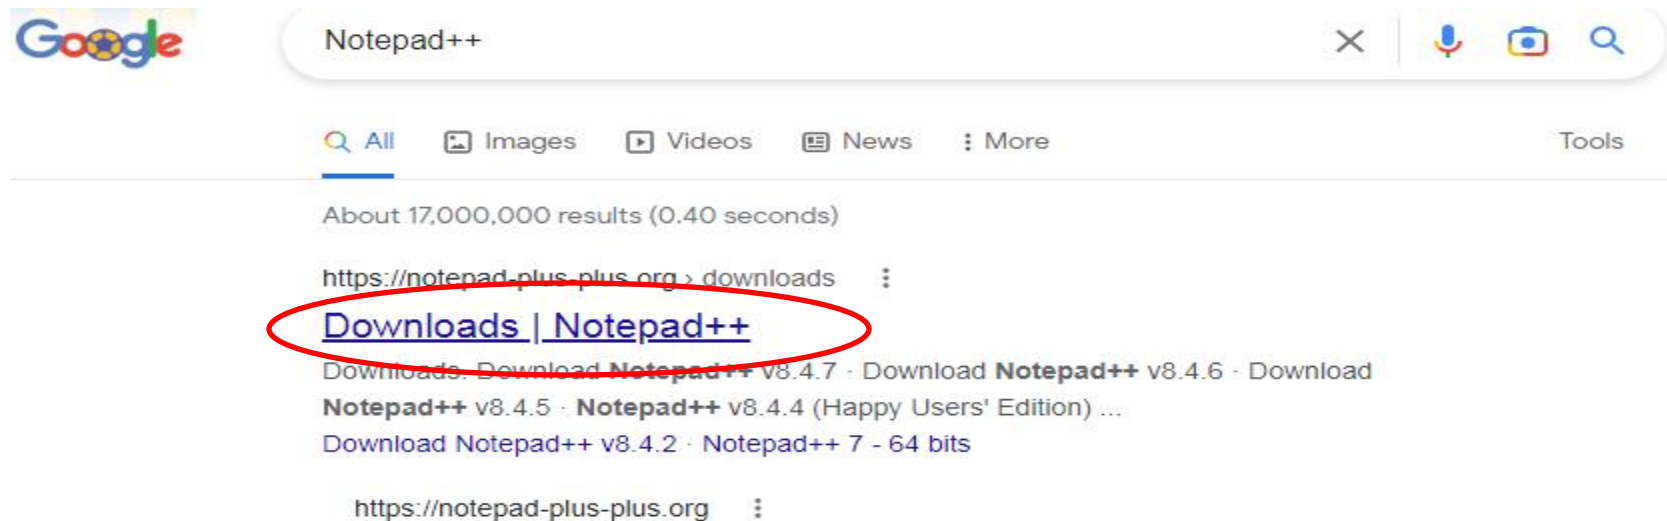 Google
Notepad++
All Images Videos News More Tools
About 17,000,000 results (0.40 seconds)
https://notepad-plus-plus.org › downloads
Downloads | Notepad++
Downloads. Download Notepad++ v8.4.7 · Download Notepad++ v8.4.6 · Download
Notepad++ v8.4.5 · Notepad++ v8.4.4 (Happy Users' Edition) ...
Download Notepad++ v8.4.2 · Notepad++ 7 - 64 bits
https://notepad-plus-plus.org